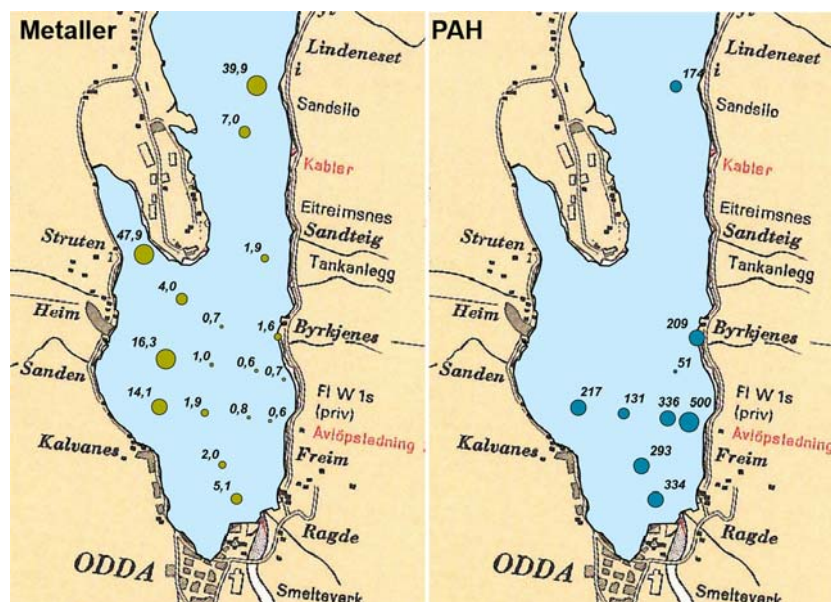 Metaller
39,9
Lindeneset
i
7,0
Sandsilo
Kabler
Eitreimsnes
47,9
Struten
1,9
Sandteig
Tankanlegg
4,0
Heim
0,7
1,6
Byrkjenes
16,3
1,0
0,6
0,7
Sanden
14,1
1,9
0,8
0,6
Fl W 1s
(priv)
Avlöpsledning
Kalvanes
2,0
Freim
5,1
Ragde
ODDA
Smelteverk
PAH
Lindeneset
174
i
Sandsilo
Kabler
Eitreimsnes
Struten
Sandteig
Tankanlegg
Heim
209
Byrkjenes
51
Sanden
217
131
336
500
Fl W 1s
(priv)
Avlöpsledning
Kalvanes
293
Freim
334
Ragde
ODDA
Smelteverk